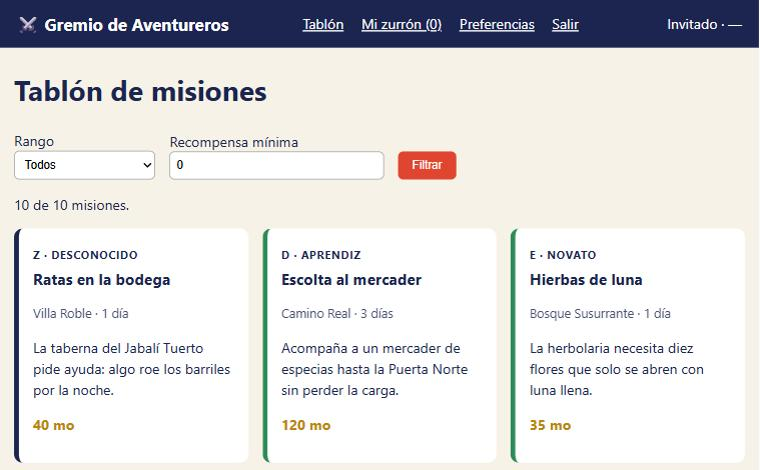 Gremio de Aventureros
Tablón Mi zurrón (0) Preferencias Salir
Invitado · —
Tablón de misiones
Rango
Todos
Recompensa mínima
0
Filtrar
10 de 10 misiones.
Z · DESCONOCIDO
Ratas en la bodega
Villa Roble · 1 día
La taberna del Jabalí Tuerto
pide ayuda: algo roe los barriles
por la noche.
40 mo
D · APRENDIZ
Escolta al mercader
Camino Real · 3 días
Acompaña a un mercader de
especias hasta la Puerta Norte
sin perder la carga.
120 mo
E · NOVATO
Hierbas de luna
Bosque Susurrante · 1 día
La herbolaria necesita diez
flores que solo se abren con
luna llena.
35 mo